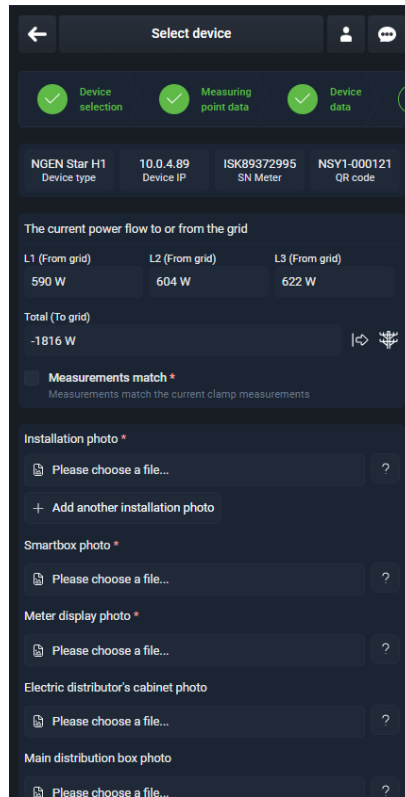 Select device
Device selection
Measuring point data
Device data
NGEN Star H1
Device type
10.0.4.89
Device IP
ISK89372995
SN Meter
NSY1-000121
QR code
The current power flow to or from the grid
L1 (From grid)
L2 (From grid)
L3 (From grid)
590 W
604 W
622 W
Total (To grid)
-1816 W
Measurements match *
Measurements match the current clamp measurements
Installation photo *
Please choose a file...
?
+ Add another installation photo
Smartbox photo *
Please choose a file...
?
Meter display photo *
Please choose a file...
?
Electric distributor's cabinet photo
Please choose a file...
?
Main distribution box photo
Please choose a file...
?